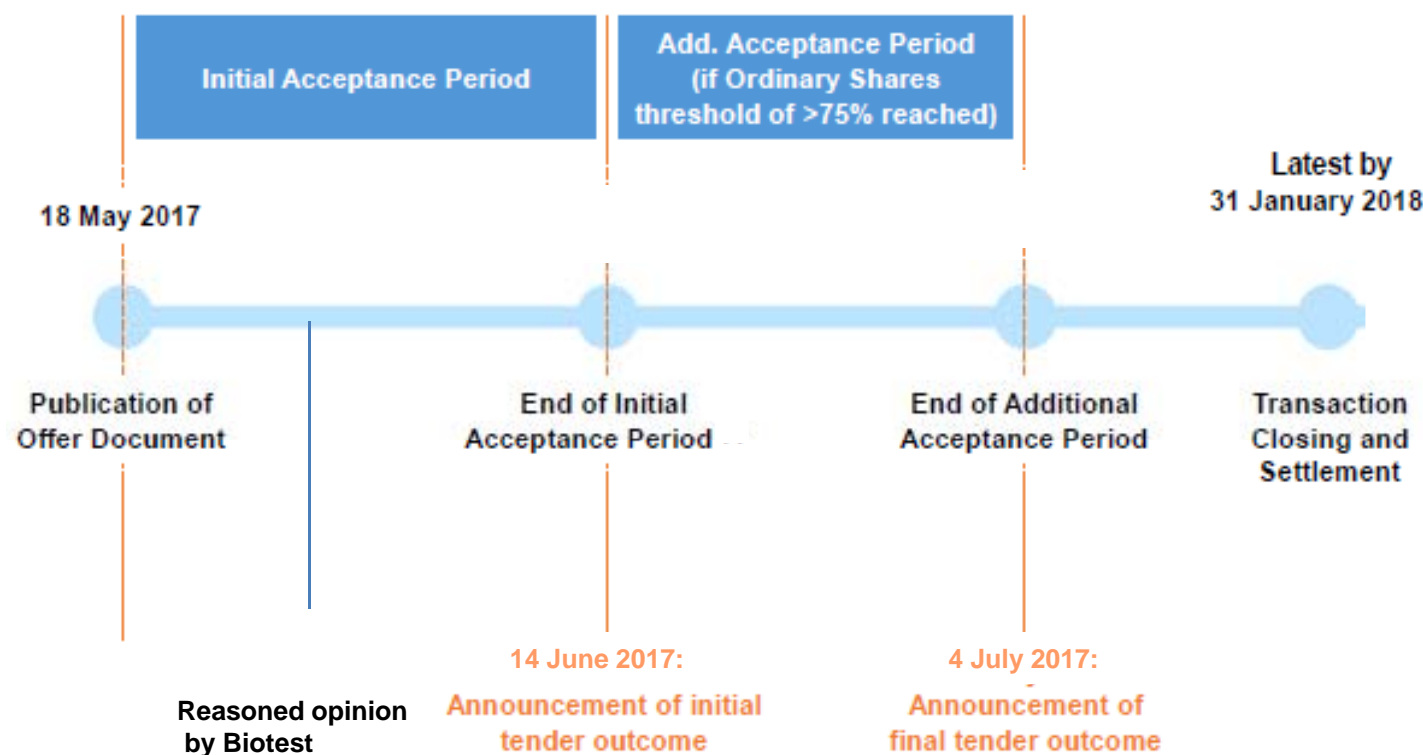 Initial Acceptance Period
Add. Acceptance Period
(if Ordinary Shares
threshold of >75% reached)
18 May 2017
Latest by
31 January 2018
Publication of
Offer Document
End of Initial
Acceptance Period
End of Additional
Acceptance Period
Transaction
Closing and
Settlement
Reasoned opinion
by Biotest
14 June 2017:
Announcement of initial
tender outcome
4 July 2017:
Announcement of
final tender outcome